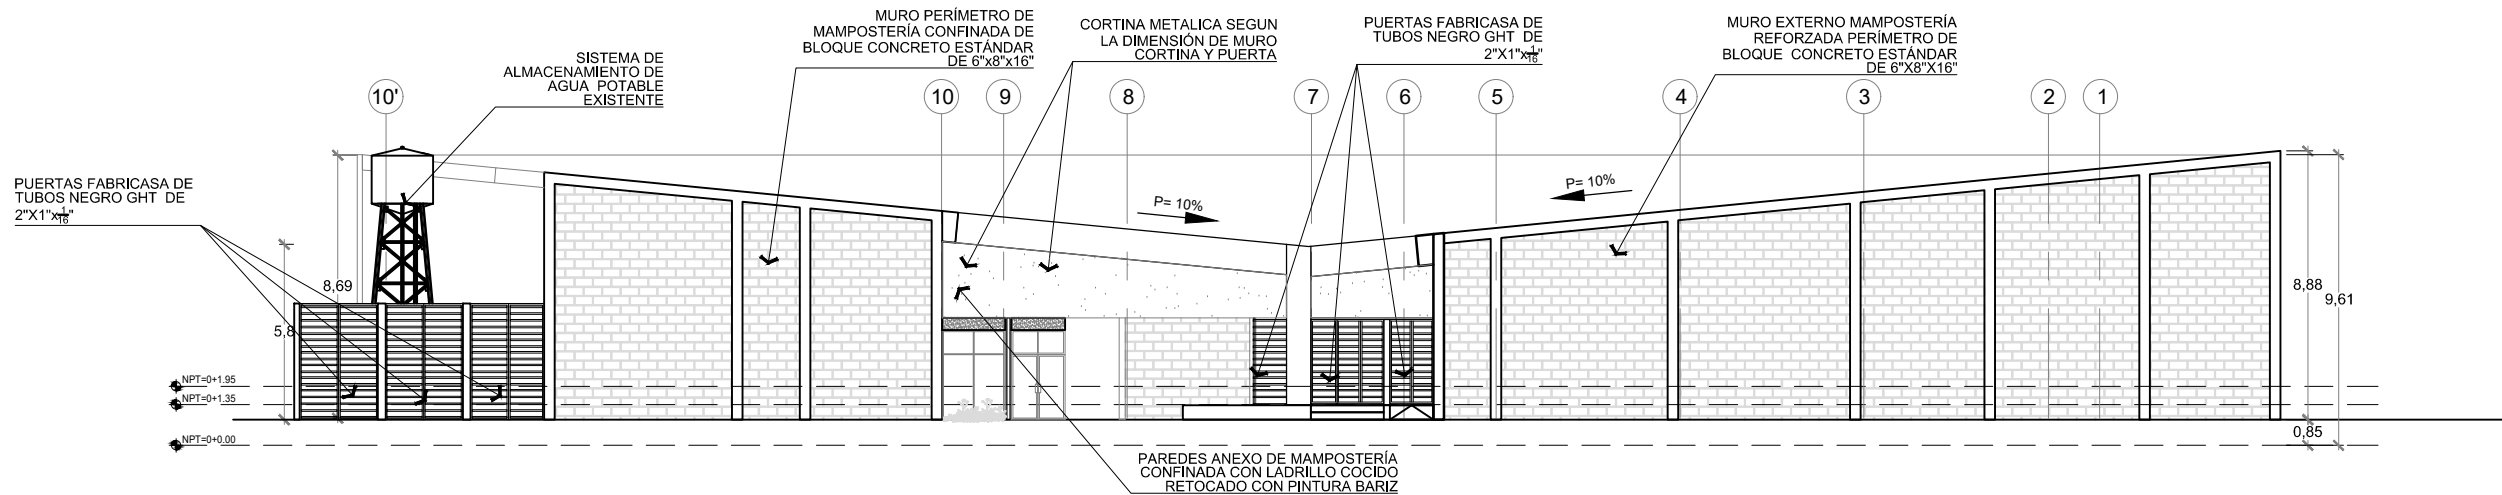 MURO PERÍMETRO DE
MAMPOSTERÍA CONFINADA DE
BLOQUE CONCRETO ESTÁNDAR
DE 6"x8"x16"
CORTINA METALICA SEGUN
LA DIMENSIÓN DE MURO
CORTINA Y PUERTA
PUERTAS FABRICASA DE
TUBOS NEGRO GHT DE
2"X1"x1/16"
MURO EXTERNO MAMPOSTERÍA
REFORZADA PERÍMETRO DE
BLOQUE CONCRETO ESTÁNDAR
DE 6"X8"X16"
SISTEMA DE
ALMACENAMIENTO DE
AGUA POTABLE
EXISTENTE
10'
10
9
8
7
6
5
4
3
2
1
PUERTAS FABRICASA DE
TUBOS NEGRO GHT DE
2"X1"x1/16"
P= 10%
P= 10%
8,69
5,8
8,88
9,61
NPT=0+1.95
NPT=0+1.35
NPT=0+0.00
0,85
PAREDES ANEXO DE MAMPOSTERÍA
CONFINADA CON LADRILLO COCIDO
RETOCADO CON PINTURA BARIZ